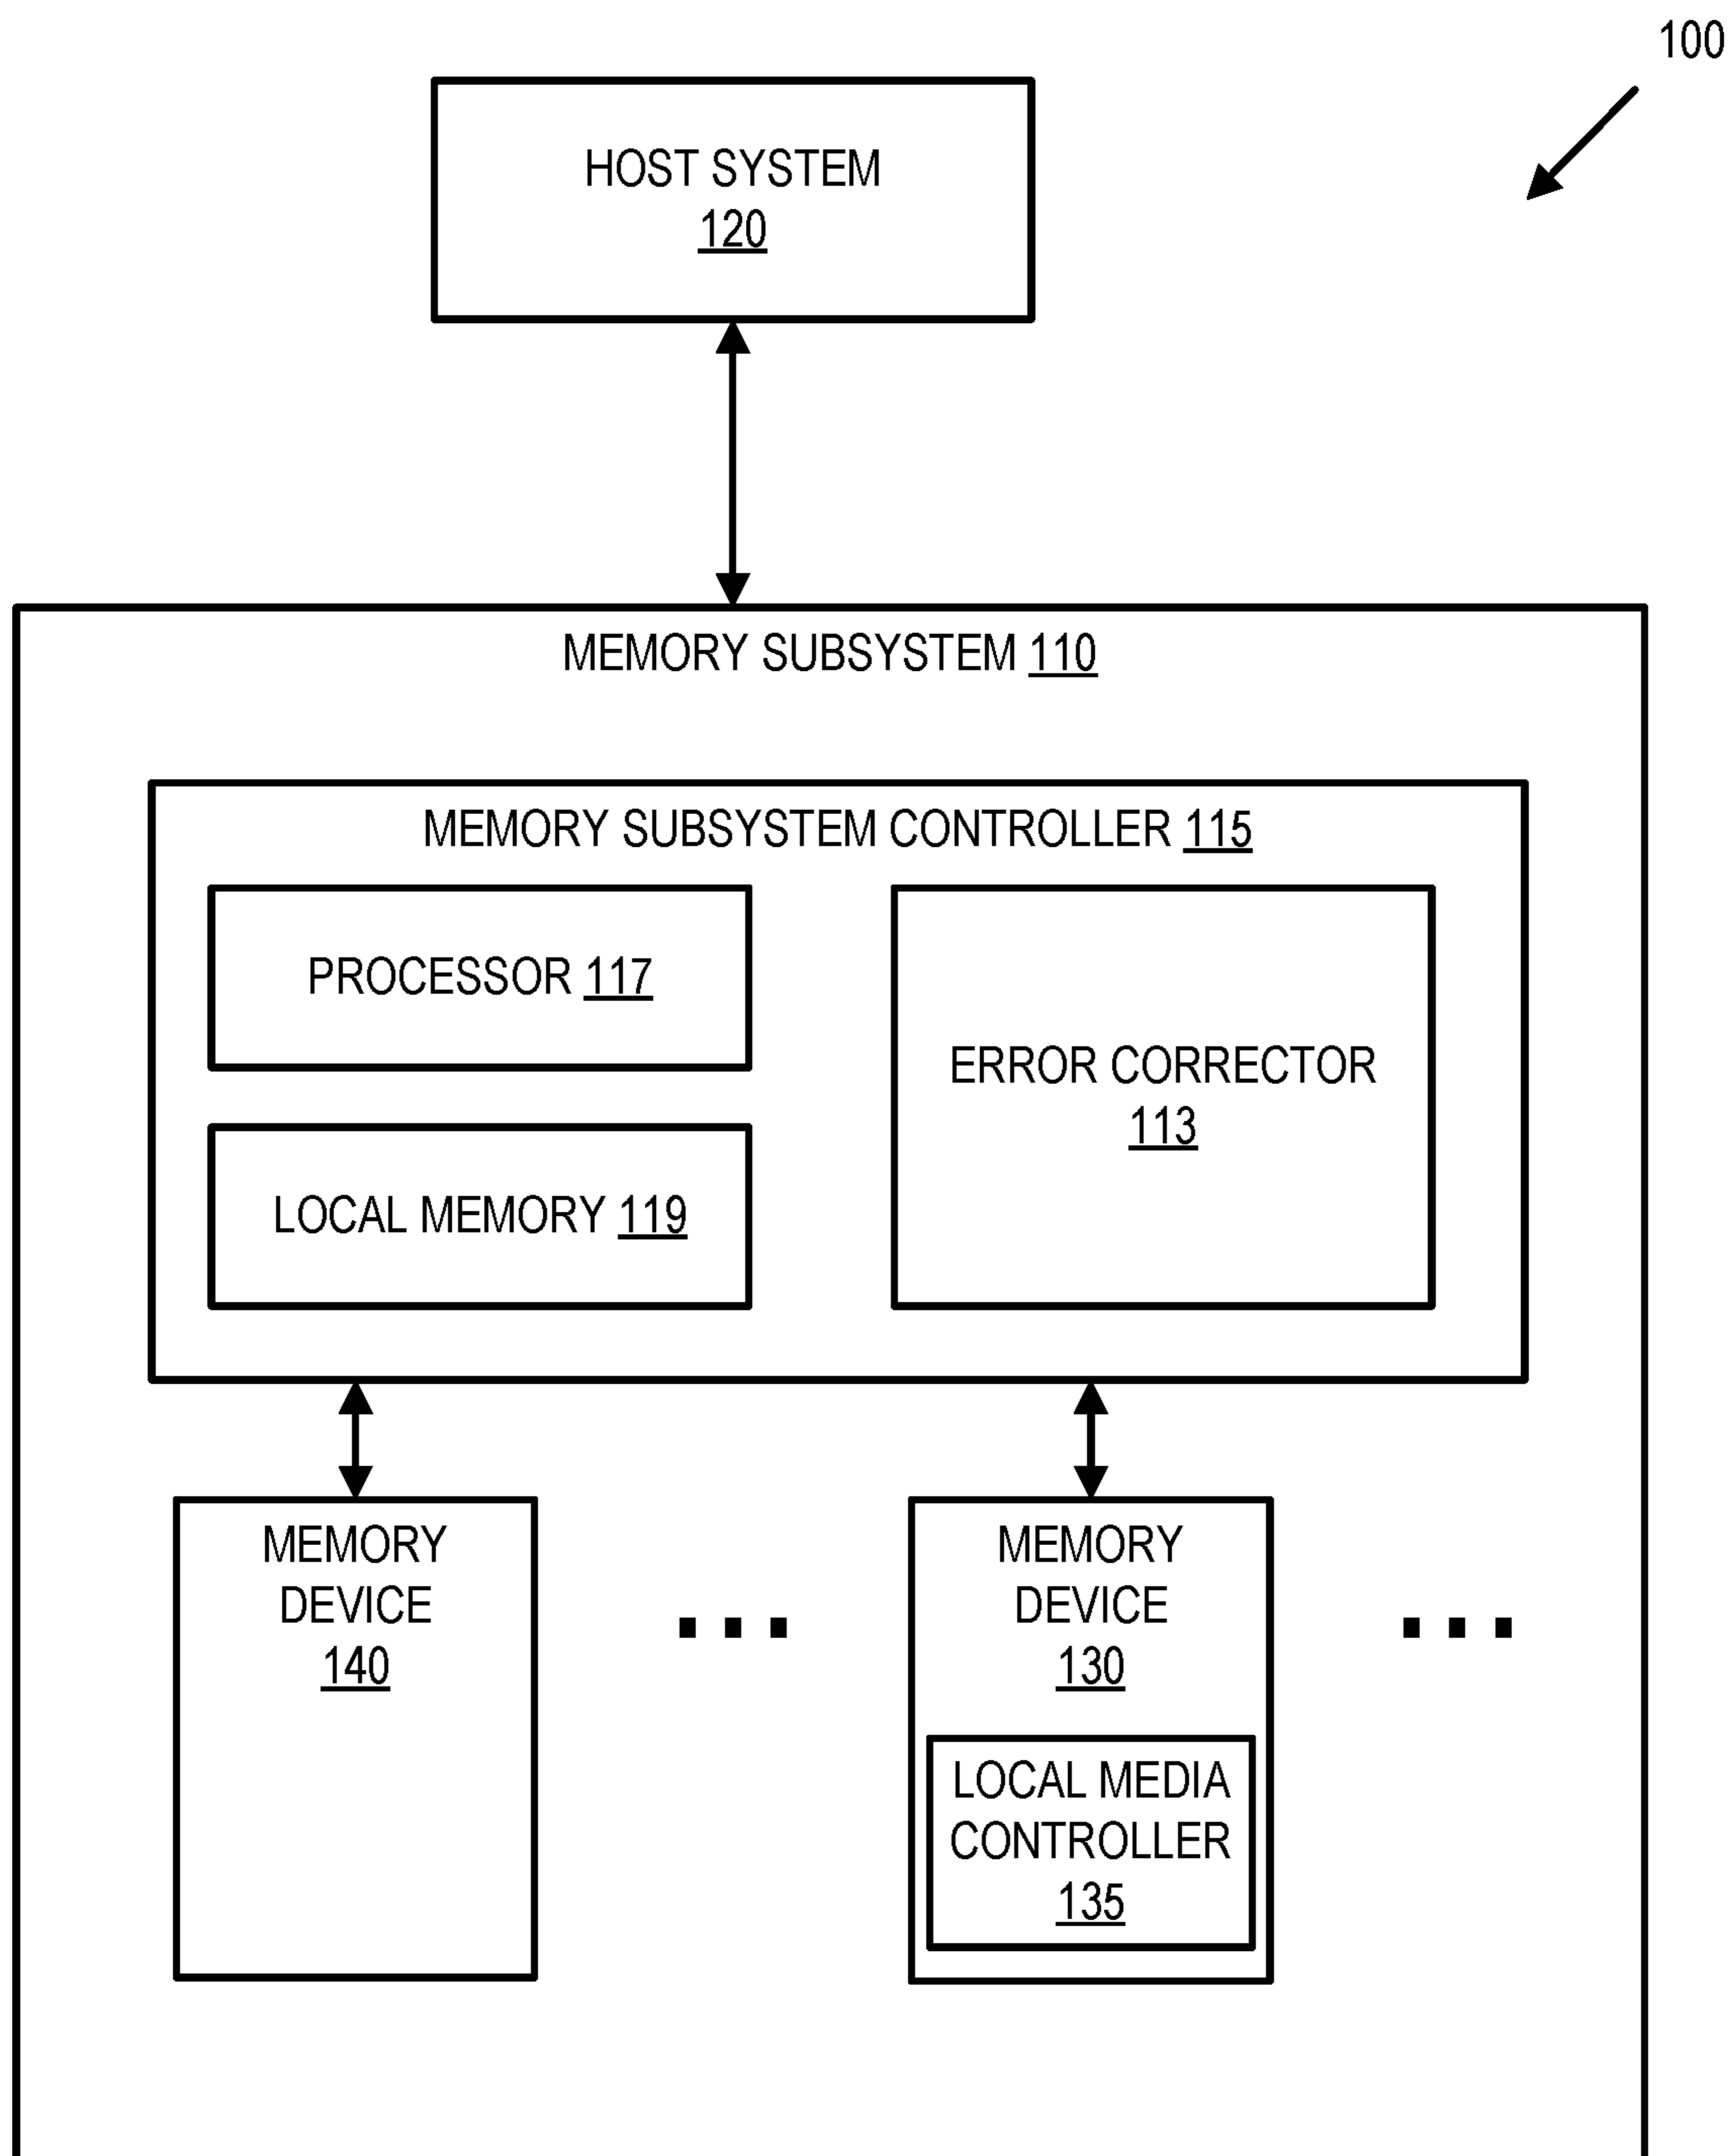 100
HOST SYSTEM
120
MEMORY SUBSYSTEM 110
MEMORY SUBSYSTEM CONTROLLER 115
PROCESSOR 117
LOCAL MEMORY 119
ERROR CORRECTOR
113
MEMORY
DEVICE
140
MEMORY
DEVICE
130
LOCAL MEDIA
CONTROLLER
135